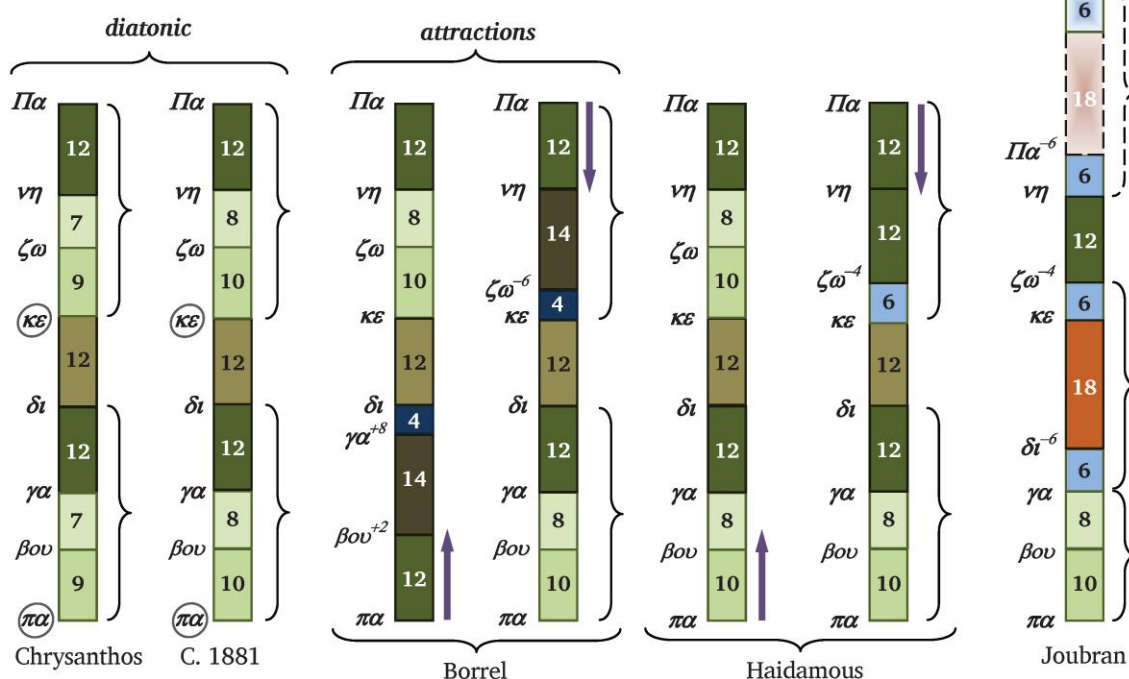 diatonic
Πα
12
νη
7
ζω
9
κε
12
δι
12
γα
7
βου
9
πα
Chrysanthos
Πα
12
νη
8
ζω
10
κε
12
δι
12
γα
8
βου
10
πα
C. 1881
attractions
Πα
12
νη
8
ζω
10
κε
12
δι
4
γα+8
14
βου+2
12
πα
Πα
12
νη
14
ζω-6
4
κε
12
δι
12
γα
8
βου
10
πα
Borrel
Πα
12
νη
8
ζω
10
κε
12
δι
12
γα
8
βου
10
πα
Πα
12
νη
12
ζω-4
6
κε
12
δι
12
γα
8
βου
10
πα
Haidamous
6
18
Πα-6
6
νη
12
ζω-4
6
κε
18
δι-6
6
γα
8
βου
10
πα
Joubran